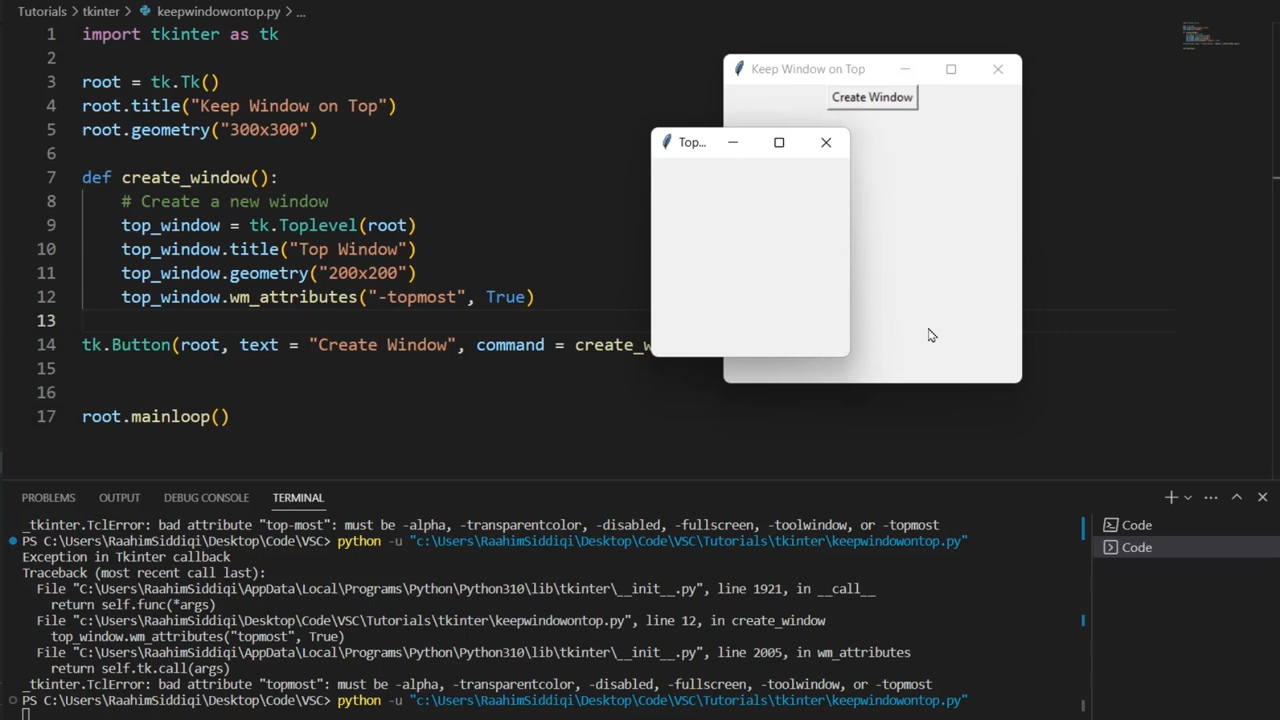 Tutorials > tkinter > keepwindowontop.py > ...
1 import tkinter as tk
2
3 root = tk.Tk()
4 root.title("Keep Window on Top")
5 root.geometry("300x300")
6
7 def create_window():
8 # Create a new window
9 top_window = tk.Toplevel(root)
10 top_window.title("Top Window")
11 top_window.geometry("200x200")
12 top_window.wm_attributes("-topmost", True)
13
14 tk.Button(root, text = "Create Window", command = create_w
15
16
17 root.mainloop()
Keep Window on Top
Create Window
Top...
PROBLEMS OUTPUT DEBUG CONSOLE TERMINAL
_tkinter.TclError: bad attribute "top-most": must be -alpha, -transparentcolor, -disabled, -fullscreen, -toolwindow, or -topmost
PS C:\Users\RaahimSiddiqi\Desktop\Code\VSC> python -u "c:\Users\RaahimSiddiqi\Desktop\Code\VSC\Tutorials\tkinter\keepwindowontop.py"
Exception in Tkinter callback
Traceback (most recent call last):
File "C:\Users\RaahimSiddiqi\AppData\Local\Programs\Python\Python310\lib\tkinter\__init__.py", line 1921, in __call__
return self.func(*args)
File "c:\Users\RaahimSiddiqi\Desktop\Code\VSC\Tutorials\tkinter\keepwindowontop.py", line 12, in create_window
top_window.wm_attributes("topmost", True)
File "C:\Users\RaahimSiddiqi\AppData\Local\Programs\Python\Python310\lib\tkinter\__init__.py", line 2005, in wm_attributes
return self.tk.call(args)
_tkinter.TclError: bad attribute "topmost": must be -alpha, -transparentcolor, -disabled, -fullscreen, -toolwindow, or -topmost
PS C:\Users\RaahimSiddiqi\Desktop\Code\VSC> python -u "c:\Users\RaahimSiddiqi\Desktop\Code\VSC\Tutorials\tkinter\keepwindowontop.py"
Code
Code